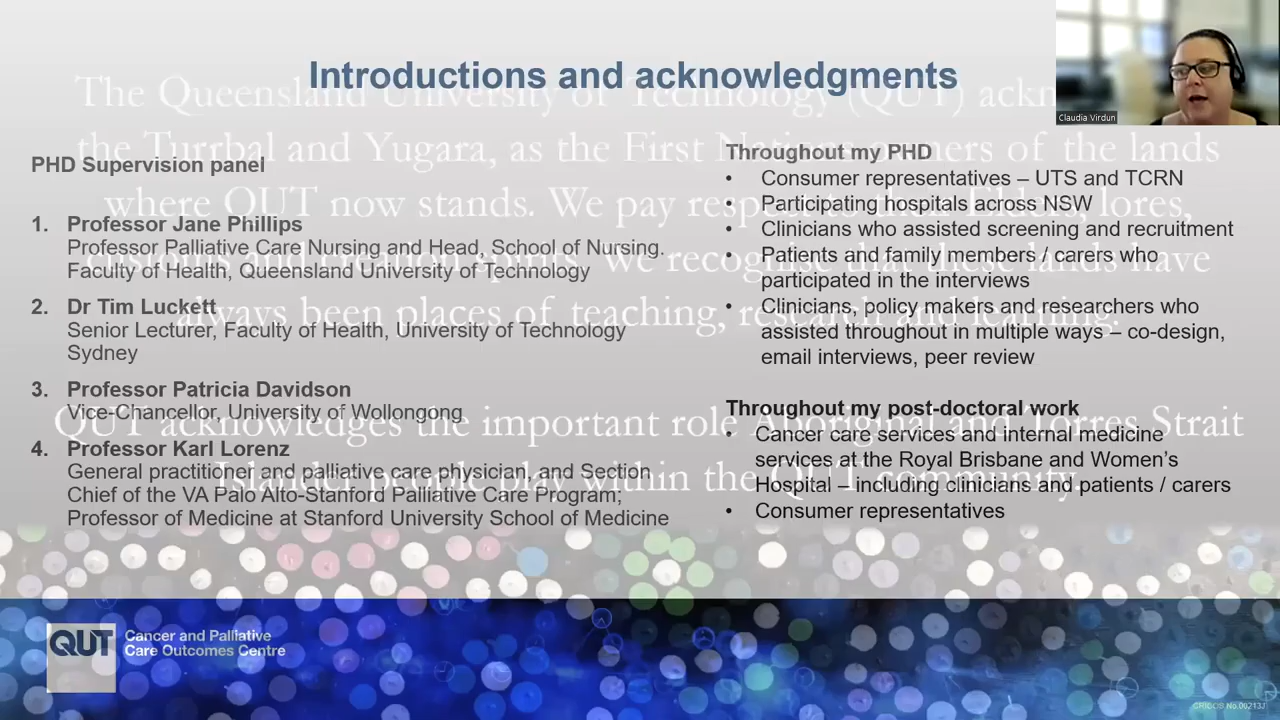 Introductions and acknowledgments
Claudia Virdun
The Queensland University of Technology (QUT) ackn
the Turrbal and Yugara, as the First Nations owners of the lands
where QUT now stands. We pay respect to their Elders, lores,
customs and creation spirits. We recognise that these lands have
always been places of teaching, research and learning.
QUT acknowledges the important role Aboriginal and Torres Strait
Islander people play within the QUT community.
PHD Supervision panel
1. Professor Jane Phillips
Professor Palliative Care Nursing and Head, School of Nursing.
Faculty of Health, Queensland University of Technology
2. Dr Tim Luckett
Senior Lecturer, Faculty of Health, University of Technology
Sydney
3. Professor Patricia Davidson
Vice-Chancellor, University of Wollongong
4. Professor Karl Lorenz
General practitioner and palliative care physician, and Section
Chief of the VA Palo Alto-Stanford Palliative Care Program;
Professor of Medicine at Stanford University School of Medicine
Throughout my PHD
• Consumer representatives – UTS and TCRN
• Participating hospitals across NSW
• Clinicians who assisted screening and recruitment
• Patients and family members / carers who
participated in the interviews
• Clinicians, policy makers and researchers who
assisted throughout in multiple ways – co-design,
email interviews, peer review
Throughout my post-doctoral work
• Cancer care services and internal medicine
services at the Royal Brisbane and Women's
Hospital – including clinicians and patients / carers
• Consumer representatives
QUT
Cancer and Palliative
Care Outcomes Centre
CRICOS No.00213J